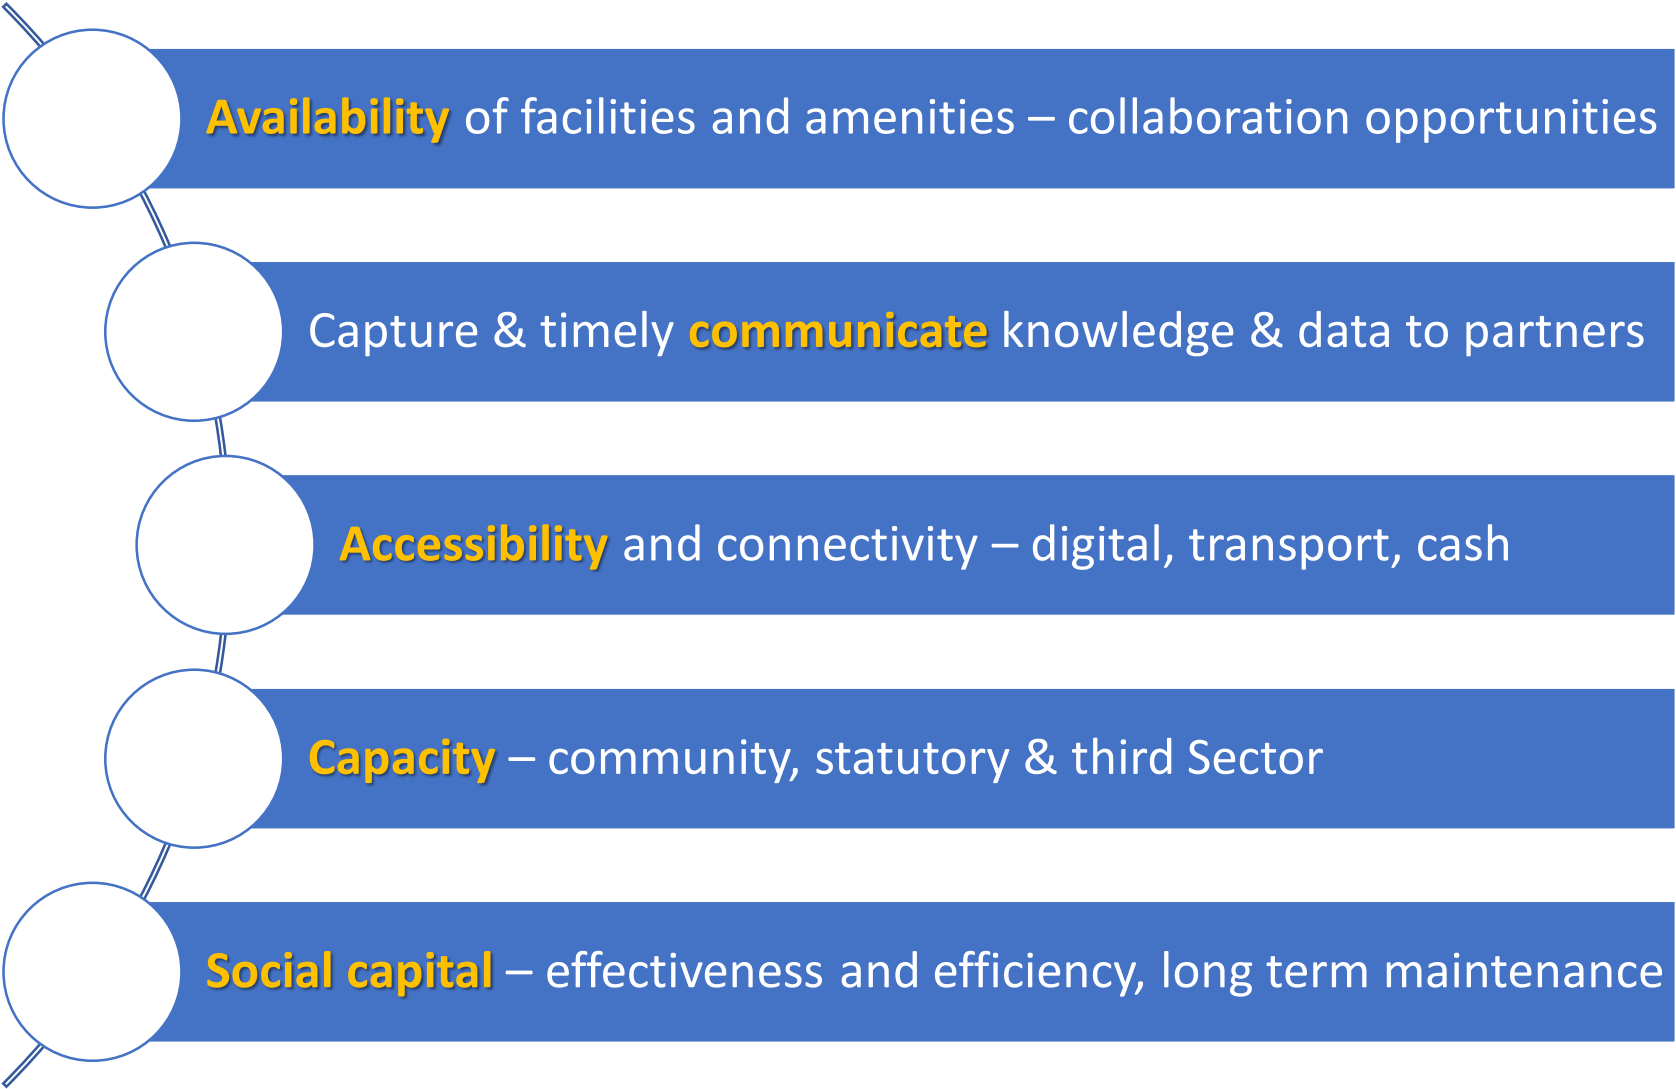 Availability of facilities and amenities – collaboration opportunities
Capture & timely communicate knowledge & data to partners
Accessibility and connectivity – digital, transport, cash
Capacity – community, statutory & third Sector
Social capital – effectiveness and efficiency, long term maintenance